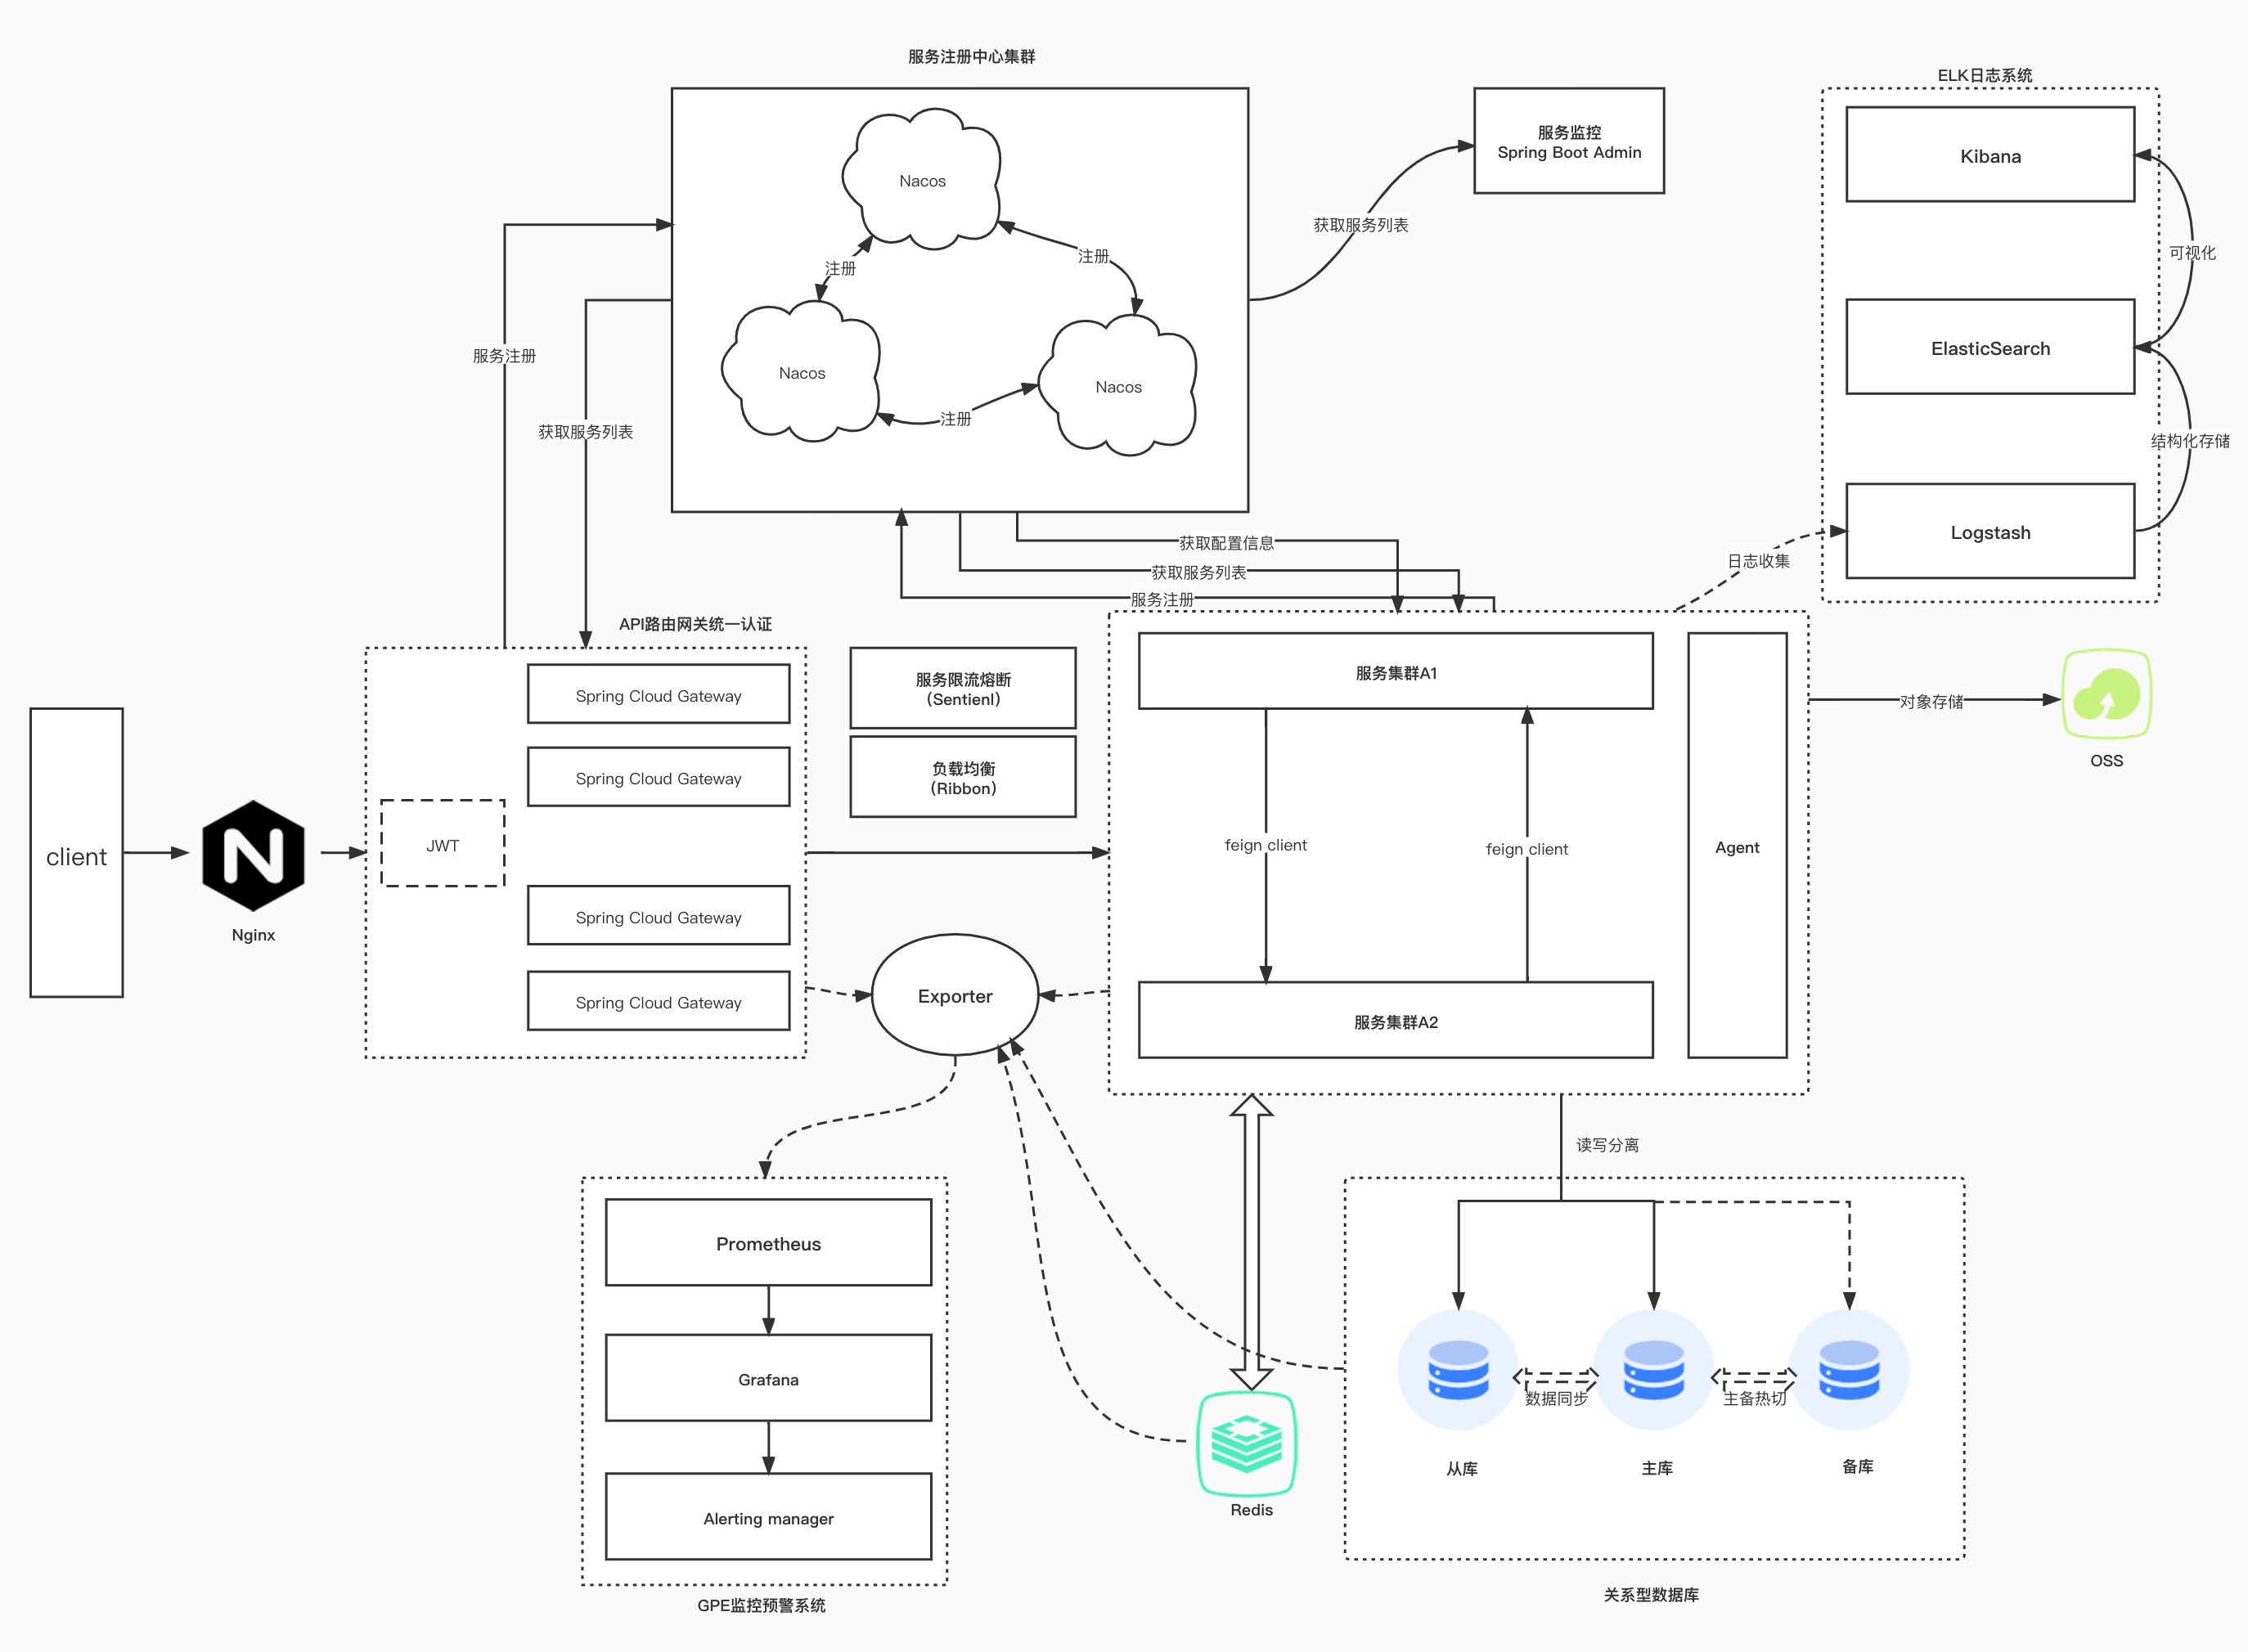 服务注册中心集群
Nacos
注册
注册
Nacos
Nacos
注册
服务监控
Spring Boot Admin
获取服务列表
ELK日志系统
Kibana
可视化
ElasticSearch
结构化存储
Logstash
日志收集
服务注册
获取服务列表
获取配置信息
获取服务列表
服务注册
API路由网关统一认证
Spring Cloud Gateway
Spring Cloud Gateway
JWT
Spring Cloud Gateway
Spring Cloud Gateway
client
Nginx
服务限流熔断
（Sentienl）
负载均衡
（Ribbon）
服务集群A1
feign client
feign client
服务集群A2
Agent
对象存储
OSS
Exporter
Prometheus
Grafana
Alerting manager
GPE监控预警系统
Redis
读写分离
数据同步
主备热切
从库
主库
备库
关系型数据库